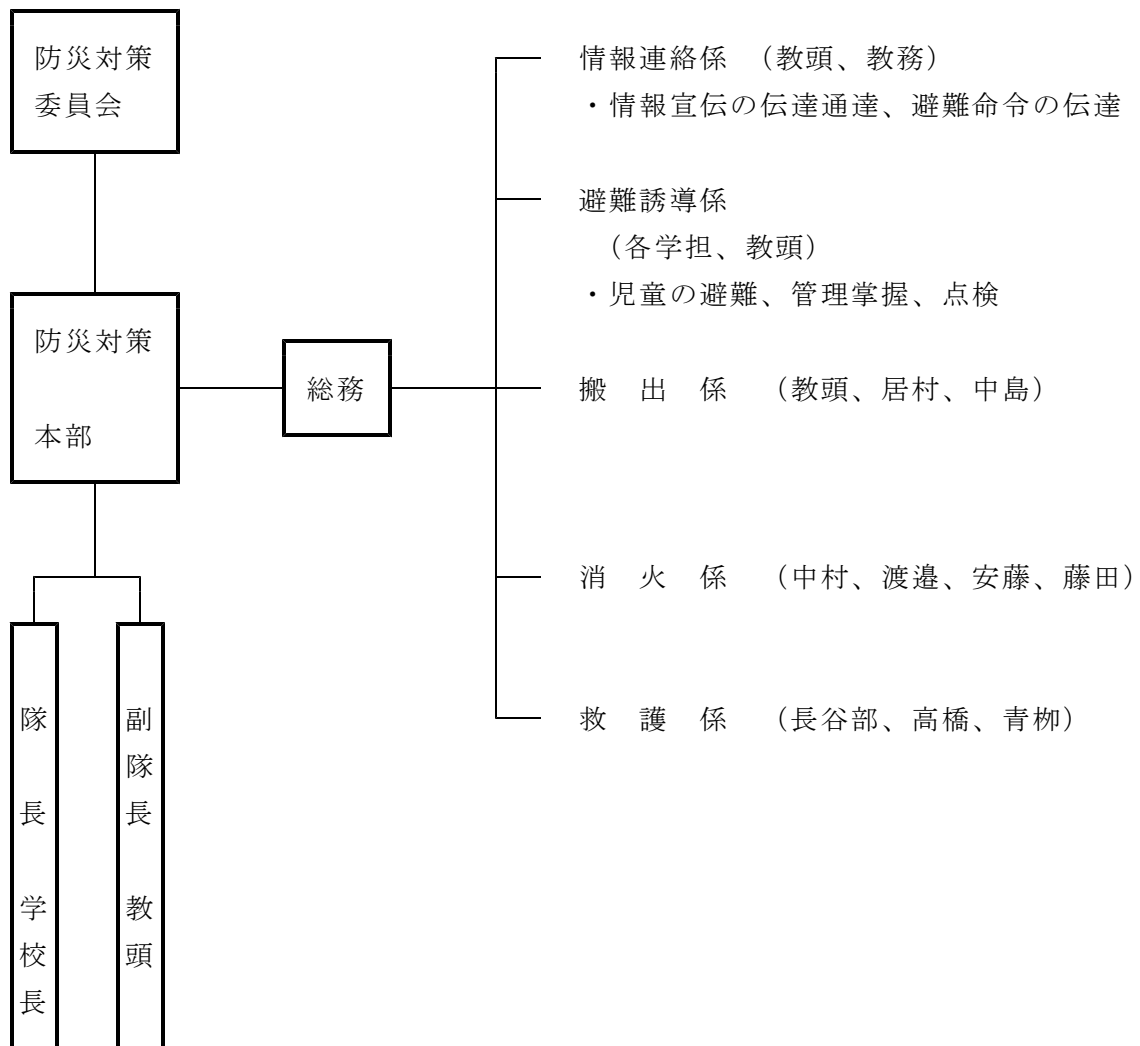 防災対策
委員会
防災対策
本部
総務
隊長 学校長
副隊長 教頭
情報連絡係 （教頭、教務）
・情報宣伝の伝達通達、避難命令の伝達
避難誘導係
（各学担、教頭）
・児童の避難、管理掌握、点検
搬 出 係 （教頭、居村、中島）
消 火 係 （中村、渡邉、安藤、藤田）
救 護 係 （長谷部、高橋、青栁）